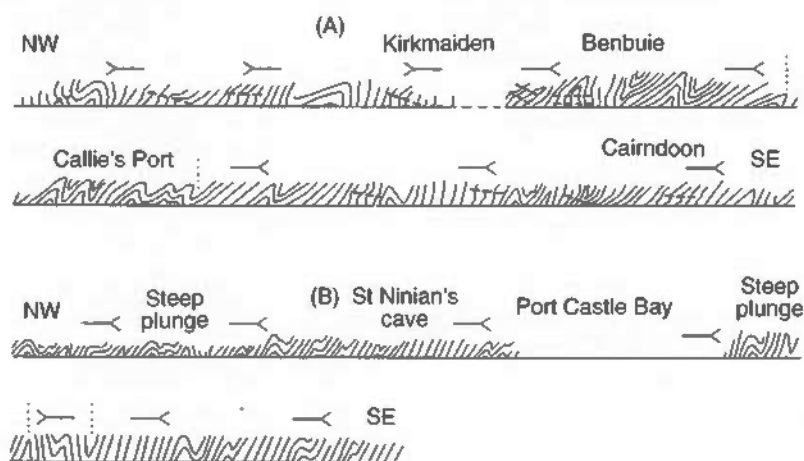 (A)
NW Kirkmaiden Benbuie
Callie's Port Cairndoon SE
NW Steep plunge (B) St Ninian's cave Port Castle Bay Steep plunge
SE